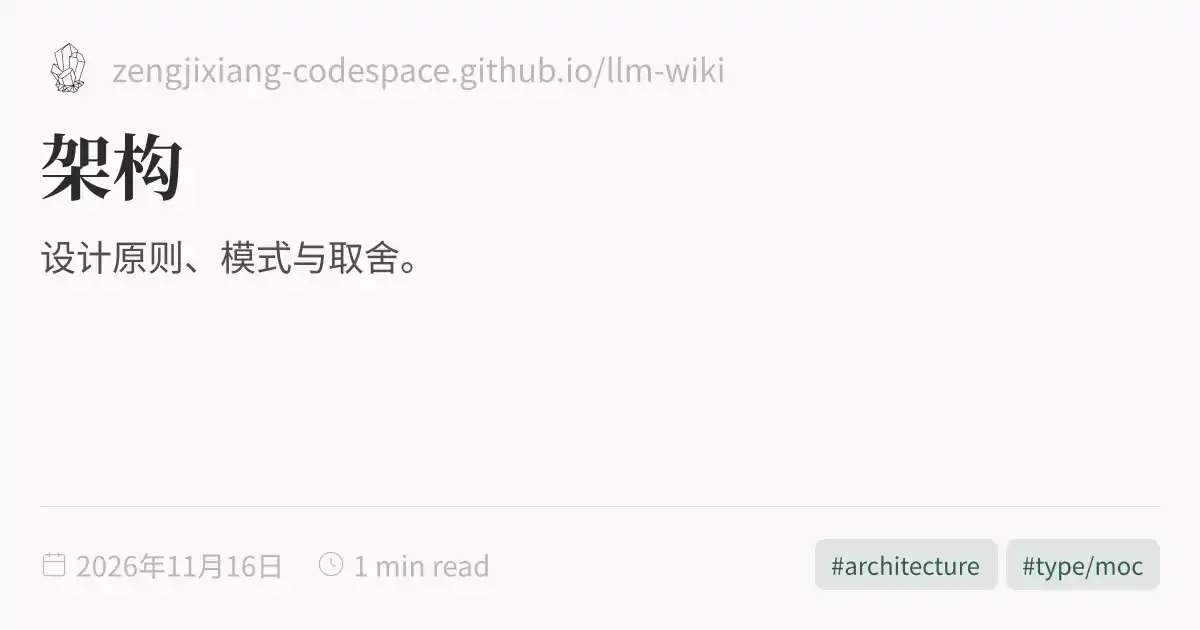 zengjixiang-codespace.github.io/llm-wiki
架构
设计原则、模式与取舍。
2026年11月16日 1 min read #architecture #type/moc